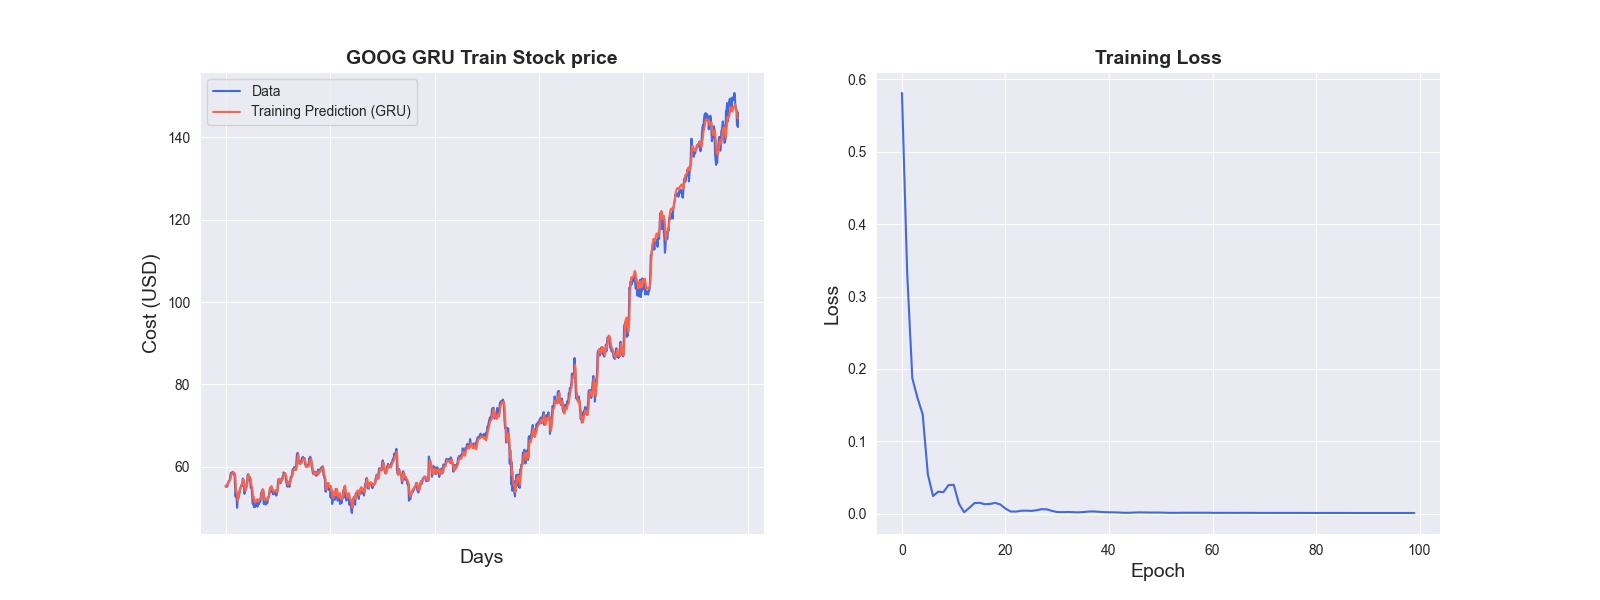 GOOG GRU Train Stock price
Data
Training Prediction (GRU)
140
120
100
80
60
Cost (USD)
Days
Training Loss
0.6
0.5
0.4
0.3
0.2
0.1
0.0
Loss
0 20 40 60 80 100
Epoch